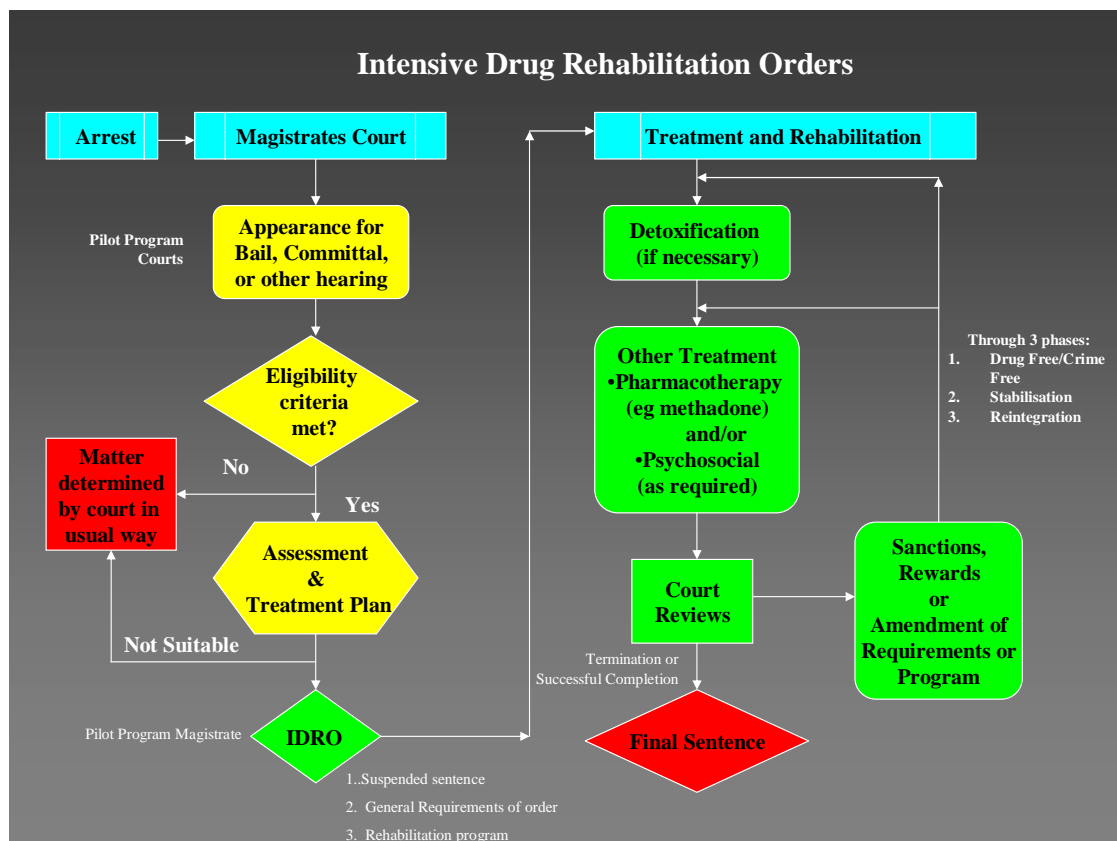 Intensive Drug Rehabilitation Orders
Arrest
Magistrates Court
Pilot Program
Courts
Appearance for
Bail, Committal,
or other hearing
Eligibility
criteria
met?
No
Yes
Matter
determined
by court in
usual way
Assessment
&
Treatment Plan
Not Suitable
Pilot Program Magistrate
IDRO
1..Suspended sentence
2. General Requirements of order
3. Rehabilitation program
Treatment and Rehabilitation
Detoxification
(if necessary)
Other Treatment
•Pharmacotherapy
(eg methadone)
and/or
•Psychosocial
(as required)
Court
Reviews
Termination or
Successful Completion
Final Sentence
Through 3 phases:
1. Drug Free/Crime
Free
2. Stabilisation
3. Reintegration
Sanctions,
Rewards
or
Amendment of
Requirements or
Program